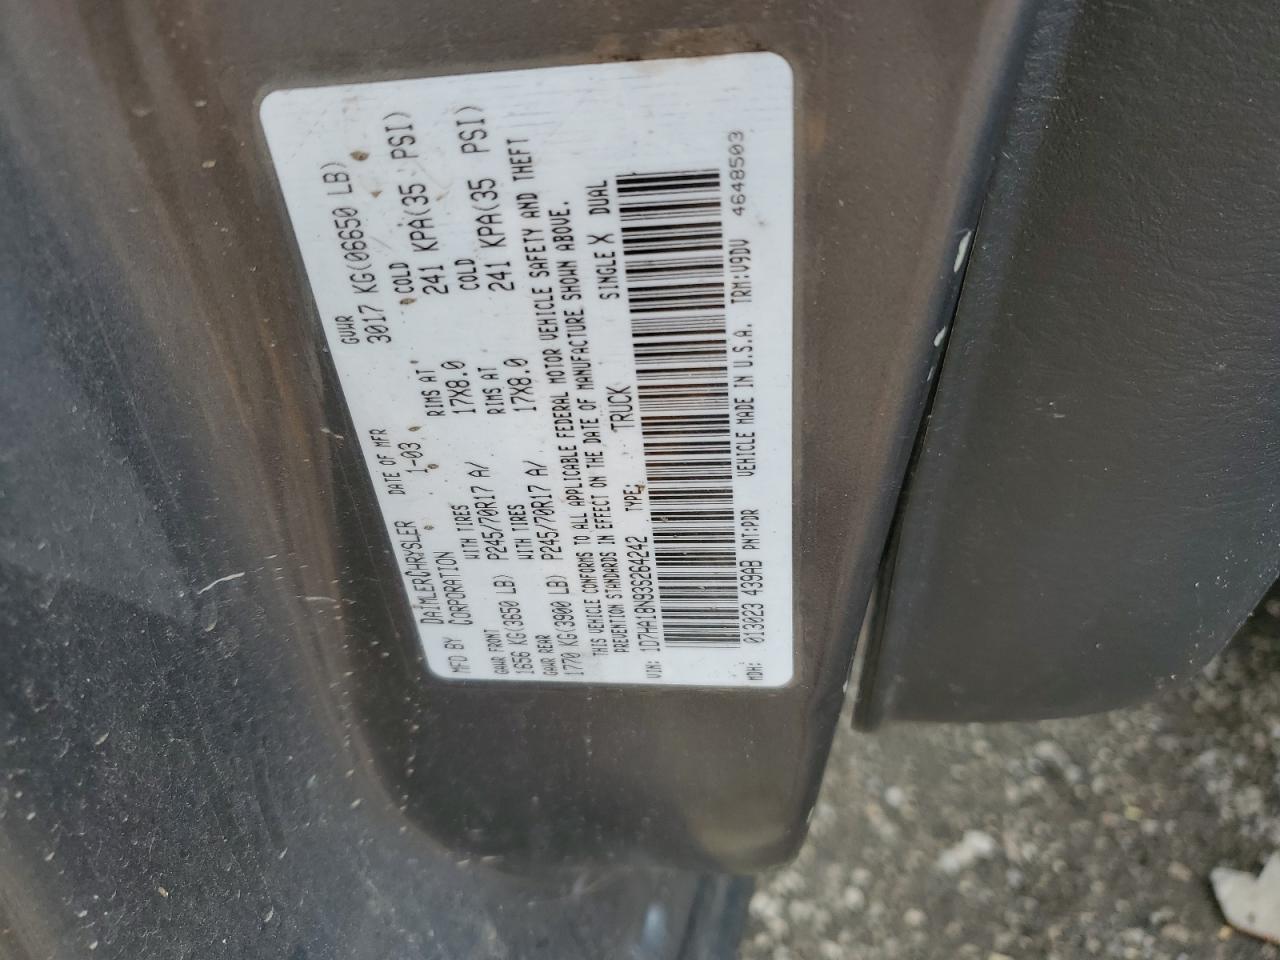 MFD BY DAIMLERCHRYSLER CORPORATION DATE OF MFR 1-03 GVWR 3017 KG(06650 LB)
GAWR FRONT WITH TIRES RIMS AT COLD
1656 KG(3650 LB) P245/70R17 A/ 17X8.0 241 KPA(35 PSI)
GAWR REAR WITH TIRES RIMS AT COLD
1770 KG(3900 LB) P245/70R17 A/ 17X8.0 241 KPA(35 PSI)
THIS VEHICLE CONFORMS TO ALL APPLICABLE FEDERAL MOTOR VEHICLE SAFETY AND THEFT
PREVENTION STANDARDS IN EFFECT ON THE DATE OF MANUFACTURE SHOWN ABOVE.
VIN: 1D7HA18N93S264242 TYPE: TRUCK SINGLE X DUAL
MDH: 013023 439AB PNT:PDR VEHICLE MADE IN U.S.A. TRM:V9DV 4648503